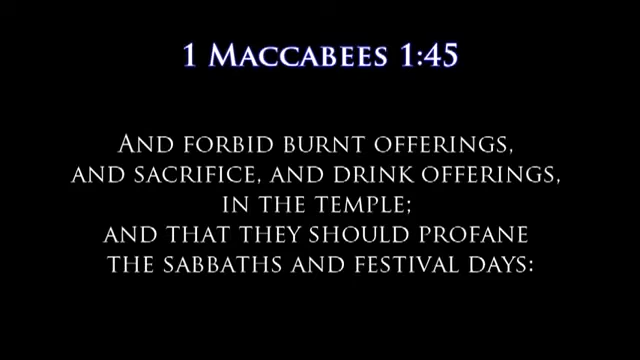 1 Maccabees 1:45
And forbid burnt offerings,
and sacrifice, and drink offerings,
in the temple;
and that they should profane
the sabbaths and festival days: